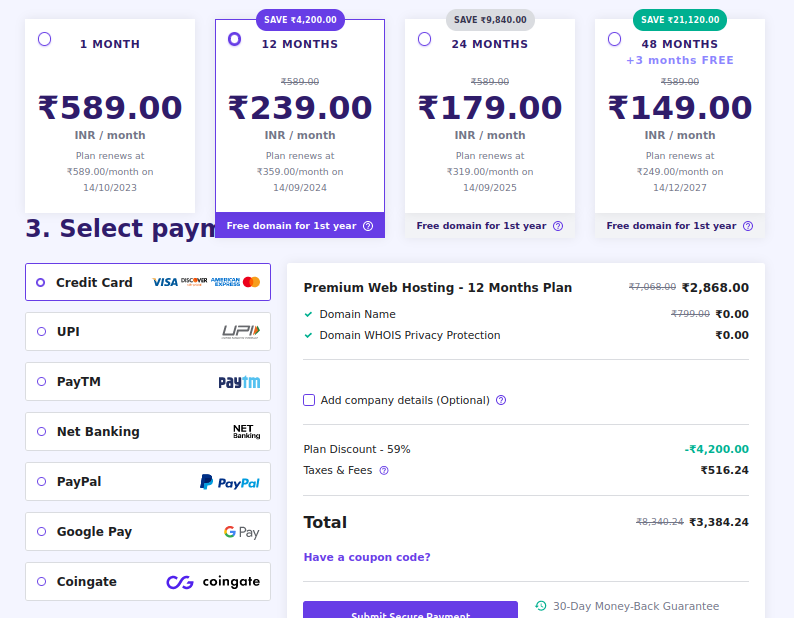 SAVE ₹4,200.00
SAVE ₹9,840.00
SAVE ₹21,120.00
1 MONTH
₹589.00
INR / month
Plan renews at
₹589.00/month on
14/10/2023
12 MONTHS
₹589.00
₹239.00
INR / month
Plan renews at
₹359.00/month on
14/09/2024
Free domain for 1st year
24 MONTHS
₹589.00
₹179.00
INR / month
Plan renews at
₹319.00/month on
14/09/2025
Free domain for 1st year
48 MONTHS
+3 months FREE
₹589.00
₹149.00
INR / month
Plan renews at
₹249.00/month on
14/12/2027
Free domain for 1st year
3. Select paym
Credit Card VISA DISCOVER AMERICAN EXPRESS
UPI UPI
PayTM paytm
Net Banking NET Banking
PayPal PayPal
Google Pay G Pay
Coingate coingate
Premium Web Hosting - 12 Months Plan ₹7,068.00 ₹2,868.00
Domain Name ₹799.00 ₹0.00
Domain WHOIS Privacy Protection ₹0.00
Add company details (Optional)
Plan Discount - 59% -₹4,200.00
Taxes & Fees ₹516.24
Total ₹8,340.24 ₹3,384.24
Have a coupon code?
Submit Secure Payment
30-Day Money-Back Guarantee